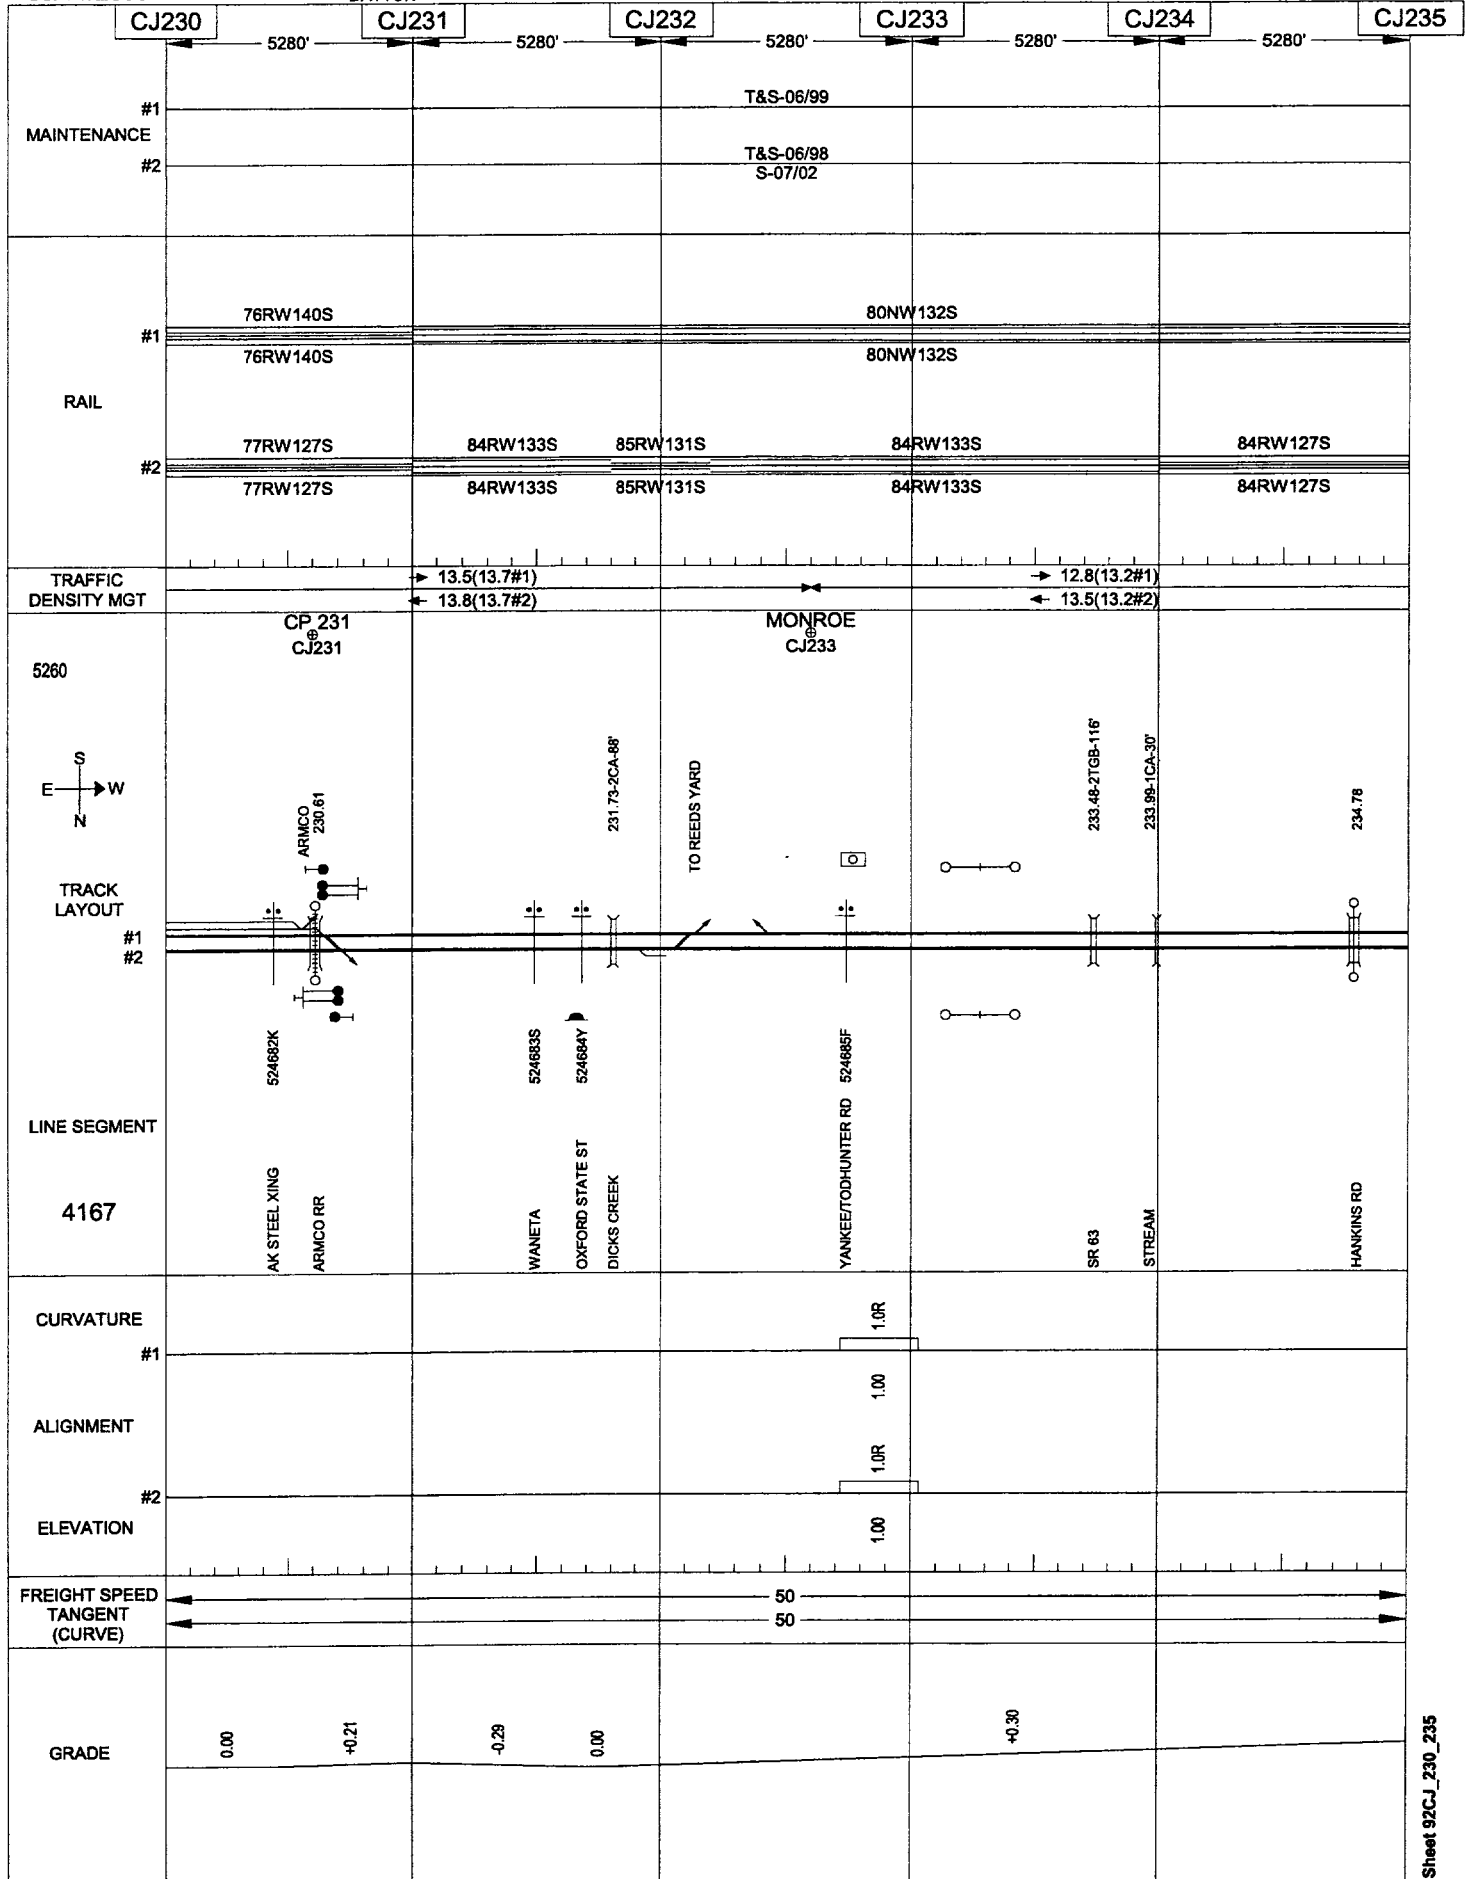 CJ230 CJ231 CJ232 CJ233 CJ234 CJ235
5280' 5280' 5280' 5280' 5280'
#1 T&S-06/99
MAINTENANCE
#2 T&S-06/98
S-07/02
76RW140S 80NW132S
#1
76RW140S 80NW132S
RAIL
77RW127S 84RW133S 85RW131S 84RW133S 84RW127S
#2
77RW127S 84RW133S 85RW131S 84RW133S 84RW127S
TRAFFIC
DENSITY MGT
13.5(13.7#1) 12.8(13.2#1)
13.8(13.7#2) 13.5(13.2#2)
CP 231 MONROE
CJ231 CJ233
5260
S
E W
N
ARMCO
230.61
231.73-2CA-88'
TO REEDS YARD
233.48-2TGB-116'
233.99-1CA-30'
234.78
TRACK
LAYOUT
#1
#2
524682K
524683S
524684Y
524685F
LINE SEGMENT
4167
AK STEEL XING
ARMCO RR
WANETA
OXFORD STATE ST
DICKS CREEK
YANKEE/TODHUNTER RD
SR 63
STREAM
HANKINS RD
CURVATURE
1.0R
#1
1.00
ALIGNMENT
1.0R
#2
ELEVATION
1.00
FREIGHT SPEED
TANGENT
(CURVE)
50
50
GRADE
0.00
+0.21
-0.29
0.00
+0.30
Sheet 92CJ_230_235